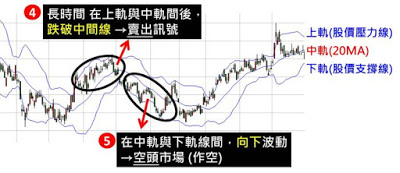 4 長時間 在上軌與中軌間後，
跌破中間線→賣出訊號
上軌(股價壓力線)
中軌(20MA)
下軌(股價支撐線)
5 在中軌與下軌線間，向下波動
→空頭市場 (作空)